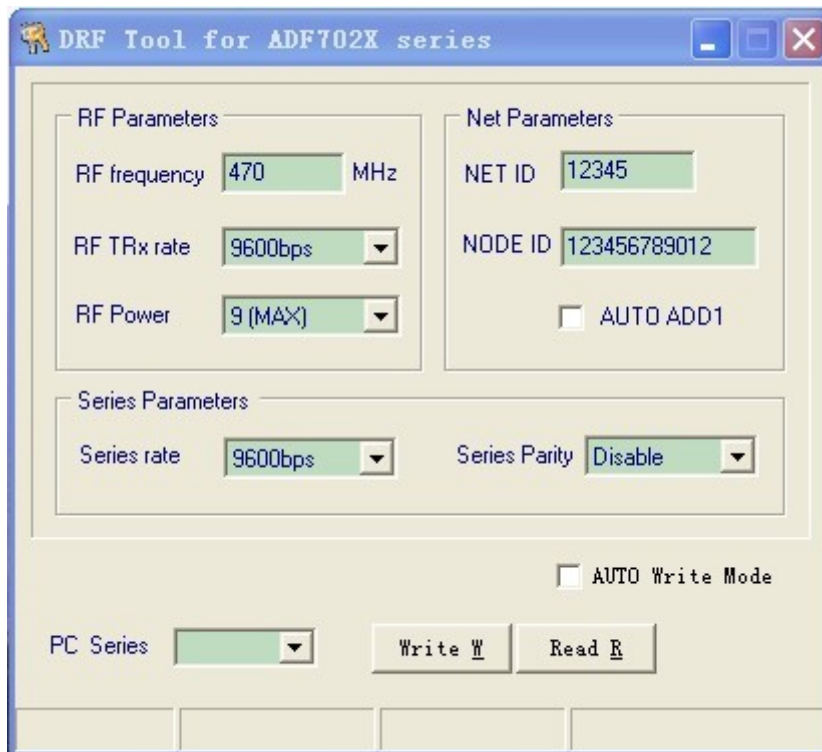 DRF Tool for ADF702X series
RF Parameters
RF frequency 470 MHz
RF TRx rate 9600bps
RF Power 9 (MAX)
Net Parameters
NET ID 12345
NODE ID 123456789012
AUTO ADD1
Series Parameters
Series rate 9600bps Series Parity Disable
AUTO Write Mode
PC Series Write W Read R